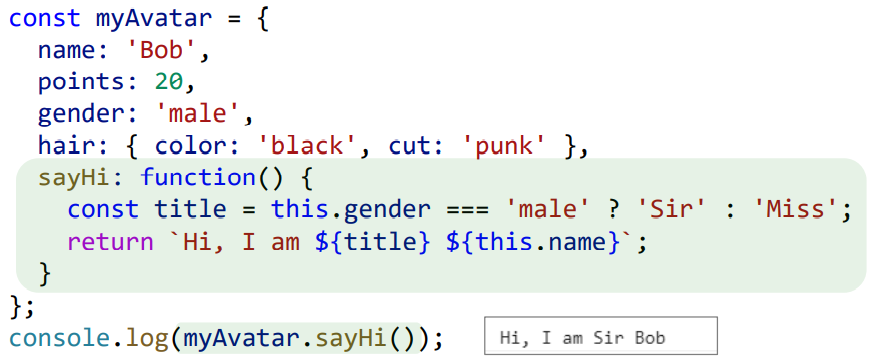 const myAvatar = {
  name: 'Bob',
  points: 20,
  gender: 'male',
  hair: { color: 'black', cut: 'punk' },
  sayHi: function() {
    const title = this.gender === 'male' ? 'Sir' : 'Miss';
    return `Hi, I am ${title} ${this.name}`;
  }
};
console.log(myAvatar.sayHi());
Hi, I am Sir Bob